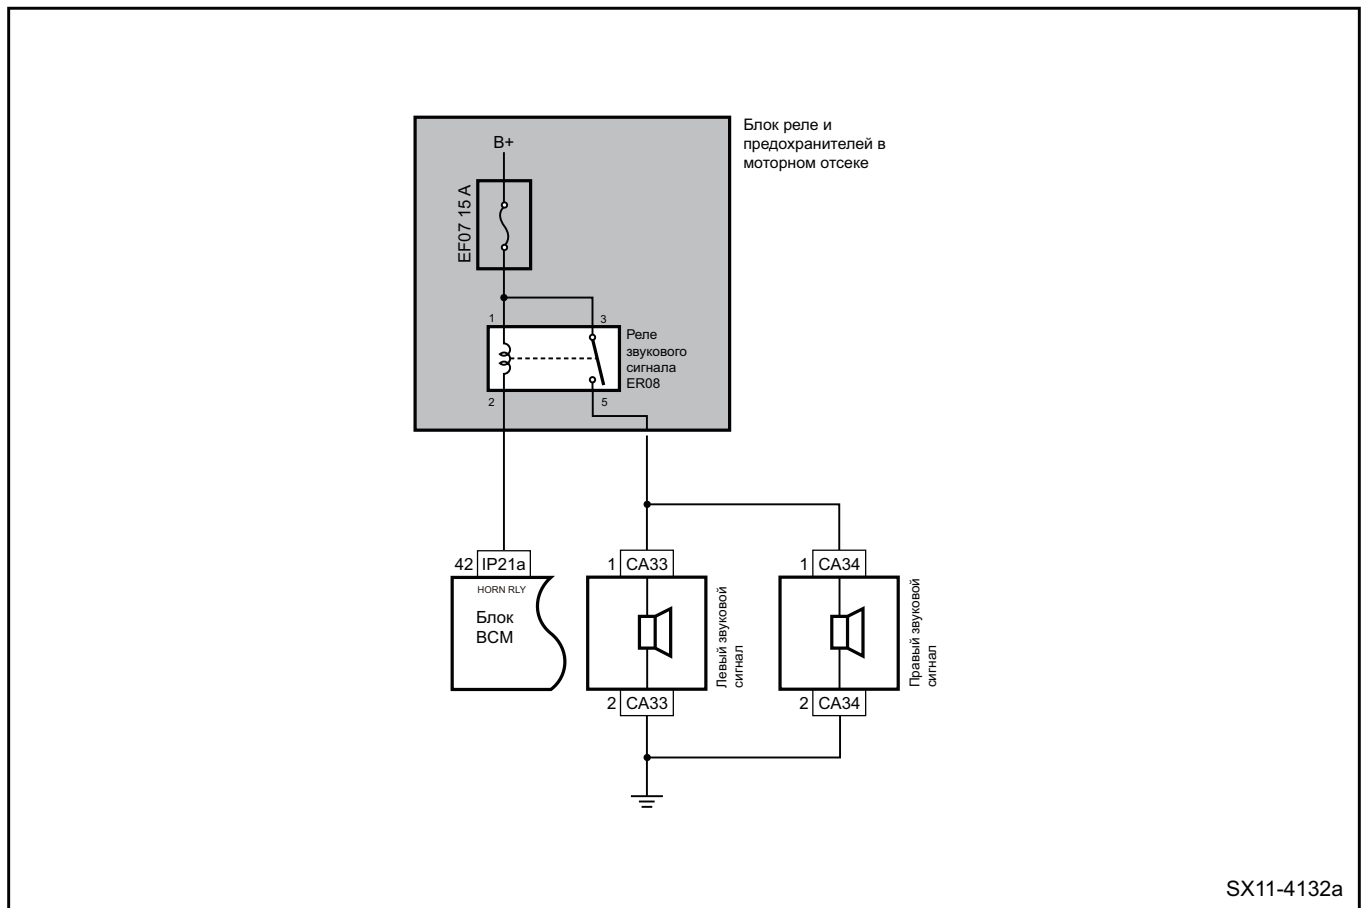 Блок реле и
предохранителей в
моторном отсеке
B+
EF07 15 A
1
3
Реле
звукового
сигнала
ER08
2
5
42 IP21a
1 CA33
1 CA34
HORN RLY
Блок
BCM
Левый звуковой
сигнал
Правый звуковой
сигнал
2 CA33
2 CA34
SX11-4132a